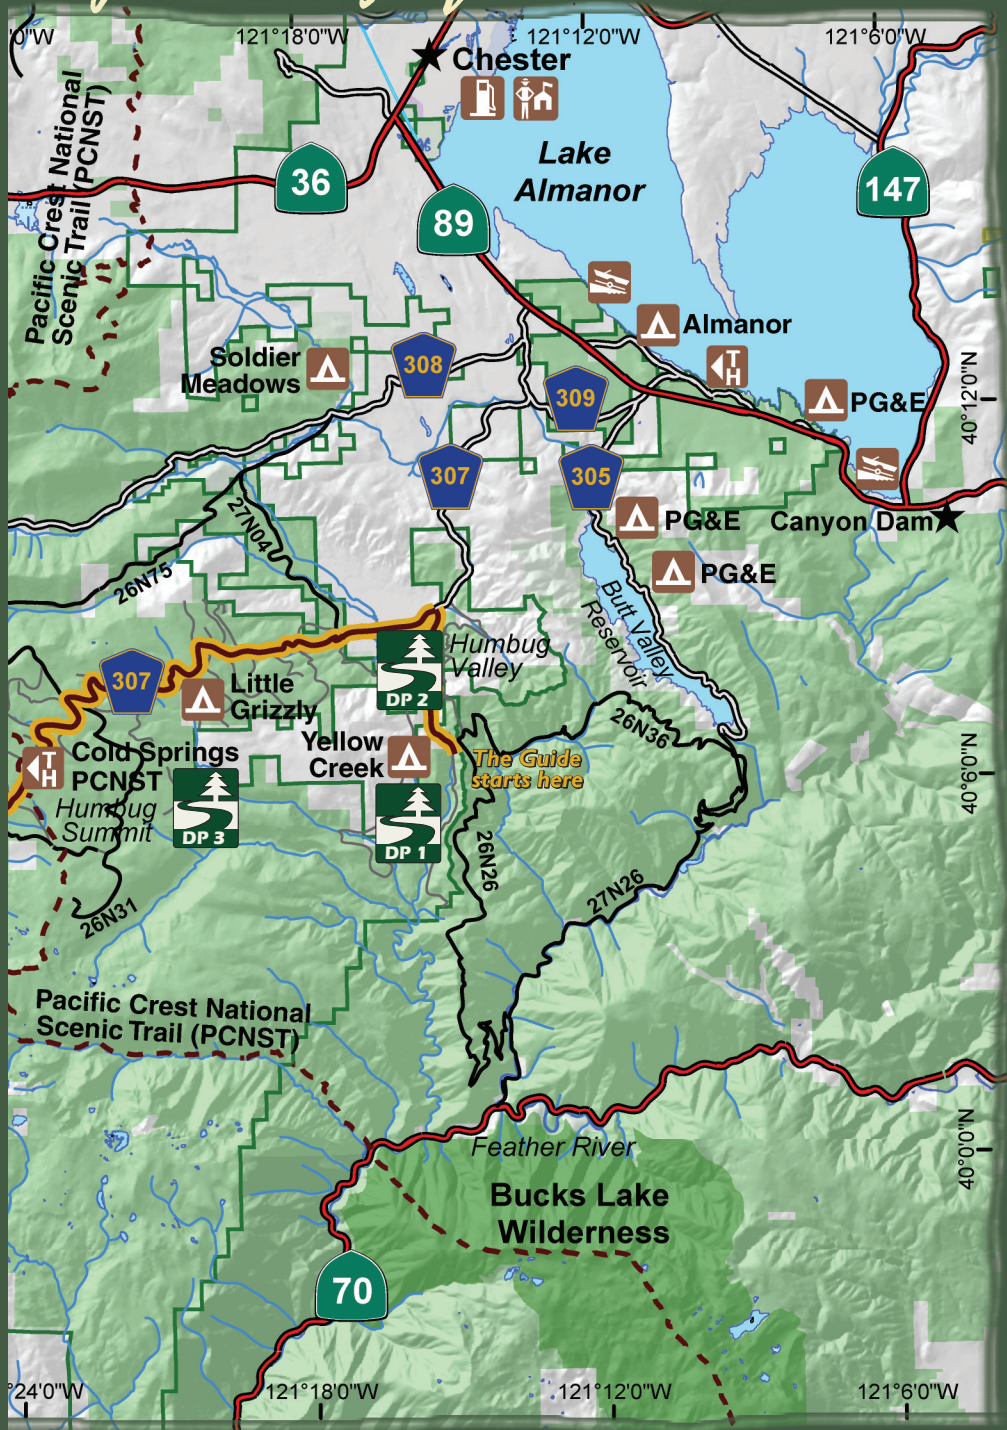 0'0"W
121°18'0"W
121°12'0"W
121°6'0"W
Chester
Pacific Crest National
Scenic Trail (PCNST)
Lake
Almanor
36
89
147
Almanor
Soldier
Meadows
308
T
H
309
PG&E
40°12'0"N
307
305
27N04
PG&E
Canyon Dam
26N75
PG&E
Butt Valley
Reservoir
Humbug
Valley
DP 2
307
Little
Grizzly
26N36
Yellow
Creek
The Guide
starts here
T
H
Cold Springs
PCNST
40°6'0"N
Humbug
Summit
DP 3
DP 1
26N26
27N26
26N31
Pacific Crest National
Scenic Trail (PCNST)
Feather River
40°0'0"N
Bucks Lake
Wilderness
70
°24'0"W
121°18'0"W
121°12'0"W
121°6'0"W